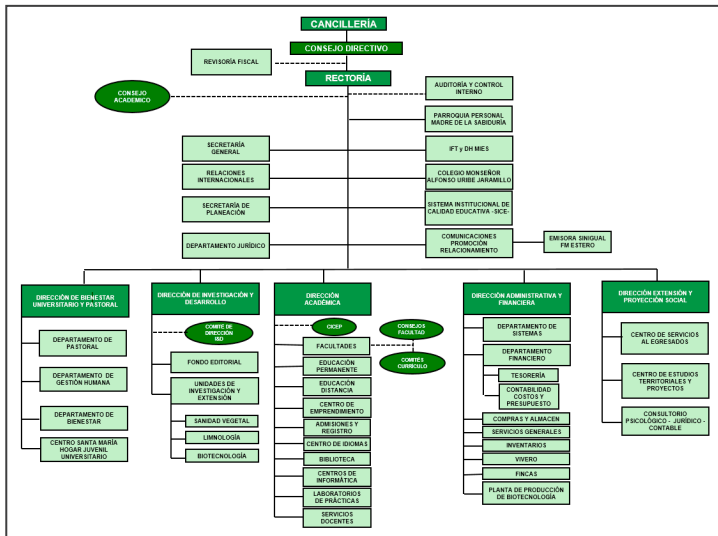 CANCILLERÍA
CONSEJO DIRECTIVO
REVISORÍA FISCAL
RECTORÍA
CONSEJO
ACADEMICO
AUDITORÍA Y CONTROL
INTERNO
PARROQUIA PERSONAL
MADRE DE LA SABIDURÍA
SECRETARÍA
GENERAL
IFT y DH MIES
RELACIONES
INTERNACIONALES
COLEGIO MONSEÑOR
ALFONSO URIBE JARAMILLO
SECRETARÍA
DE PLANEACIÓN
SISTEMA INSTITUCIONAL DE
CALIDAD EDUCATIVA -SICE-
DEPARTAMENTO JURÍDICO
COMUNICACIONES
PROMOCIÓN
RELACIONAMIENTO
EMISORA SINIGUAL
FM ESTERO
DIRECCIÓN DE BIENESTAR
UNIVERSITARIO Y PASTORAL
DEPARTAMENTO DE
PASTORAL
DEPARTAMENTO DE
GESTIÓN HUMANA
DEPARTAMENTO DE
BIENESTAR
CENTRO SANTA MARÍA
HOGAR JUVENIL
UNIVERSITARIO
DIRECCIÓN DE INVESTIGACIÓN Y
DESARROLLO
COMITÉ DE
DIRECCIÓN
I&D
FONDO EDITORIAL
UNIDADES DE
INVESTIGACIÓN Y
EXTENSIÓN
SANIDAD VEGETAL
LIMNOLOGÍA
BIOTECNOLOGÍA
DIRECCIÓN
ACADÉMICA
CICEP
CONSEJOS
FACULTAD
FACULTADES
COMITÉS
CURRÍCULO
EDUCACIÓN
PERMANENTE
EDUCACIÓN
DISTANCIA
CENTRO DE
EMPRENDIMIENTO
ADMISIONES Y
REGISTRO
CENTRO DE IDIOMAS
BIBLIOTECA
CENTROS DE
INFORMÁTICA
LABORATORIOS
DE PRÁCTICAS
SERVICIOS
DOCENTES
DIRECCIÓN ADMINISTRATIVA Y
FINANCIERA
DEPARTAMENTO DE
SISTEMAS
DEPARTAMENTO
FINANCIERO
TESORERÍA
CONTABILIDAD
COSTOS Y
PRESUPUESTO
COMPRAS Y ALMACEN
SERVICIOS GENERALES
INVENTARIOS
VIVERO
FINCAS
PLANTA DE PRODUCCIÓN
DE BIOTECNOLOGÍA
DIRECCIÓN EXTENSIÓN Y
PROYECCIÓN SOCIAL
CENTRO DE SERVICIOS
AL EGRESADOS
CENTRO DE ESTUDIOS
TERRITORIALES Y
PROYECTOS
CONSULTORIO
PSICOLÓGICO - JURÍDICO -
CONTABLE